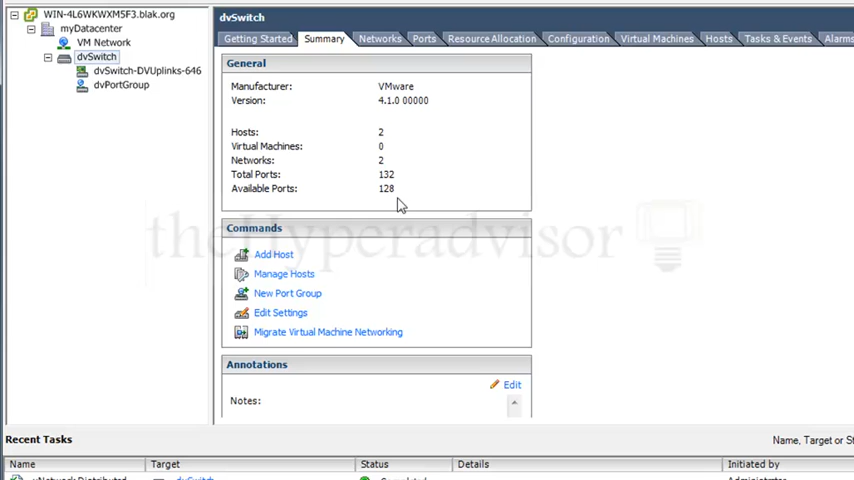 WIN-4L6WKWXM5F3.blak.org
myDatacenter
VM Network
dvSwitch
dvSwitch-DVUplinks-646
dvPortGroup
dvSwitch
Getting Started Summary Networks Ports Resource Allocation Configuration Virtual Machines Hosts Tasks & Events Alarms
General
Manufacturer: VMware
Version: 4.1.0 00000
Hosts: 2
Virtual Machines: 0
Networks: 2
Total Ports: 132
Available Ports: 128
theHyperadvisor
Commands
Add Host
Manage Hosts
New Port Group
Edit Settings
Migrate Virtual Machine Networking
Annotations
Edit
Notes:
Recent Tasks
Name, Target or St
Name Target Status Details Initiated by
dvSwitch